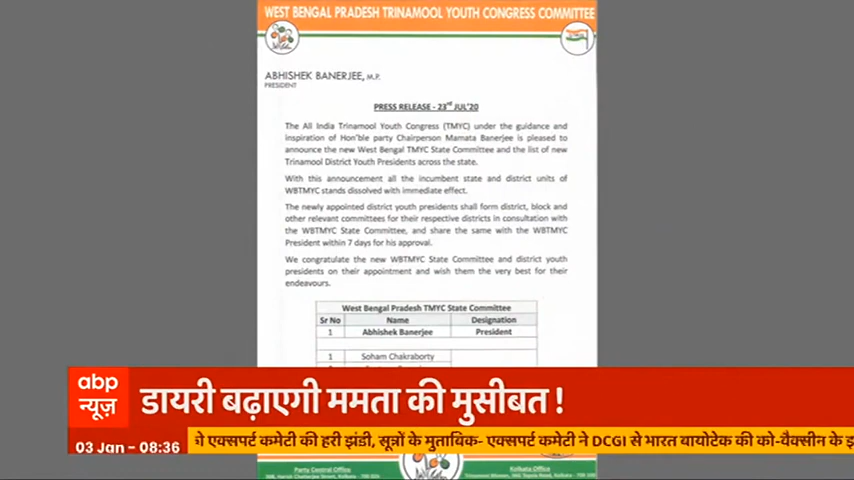 WEST BENGAL PRADESH TRINAMOOL YOUTH CONGRESS COMMITTEE
ABHISHEK BANERJEE, M.P.
PRESIDENT
PRESS RELEASE - 23rd JUL'20
The All India Trinamool Youth Congress (TMYC) under the guidance and
inspiration of Hon'ble party Chairperson Mamata Banerjee is pleased to
announce the new West Bengal TMYC State Committee and the list of new
Trinamool District Youth Presidents across the state.
With this announcement all the incumbent state and district units of
WBTMYC stands dissolved with immediate effect.
The newly appointed district youth presidents shall form district, block and
other relevant committees for their respective districts in consultation with
the WBTMYC State Committee, and share the same with the WBTMYC
President within 7 days for his approval.
We congratulate the new WBTMYC State Committee and district youth
presidents on their appointment and wish them the very best for their
endeavours.
West Bengal Pradesh TMYC State Committee
Sr No Name Designation
1 Abhishek Banerjee President
1 Soham Chakraborty
abp
न्यूज़
डायरी बढ़ाएगी ममता की मुसीबत !
03 Jan - 08:36
एक्सपर्ट कमेटी की हरी झंडी, सूत्रों के मुताबिक- एक्सपर्ट कमेटी ने DCGI से भारत बायोटेक की को-वैक्सीन के
Party Central Office
Kolkata Office